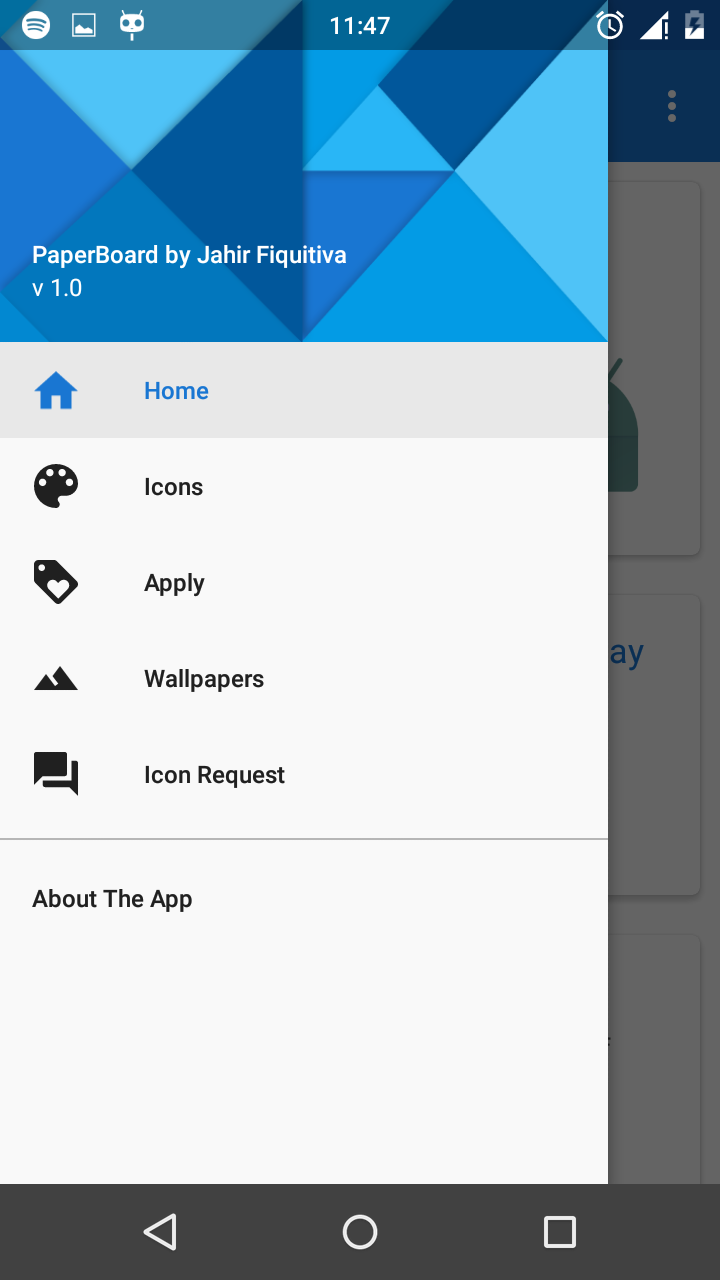 11:47
PaperBoard by Jahir Fiquitiva
v 1.0
Home
Icons
Apply
ay
Wallpapers
Icon Request
About The App